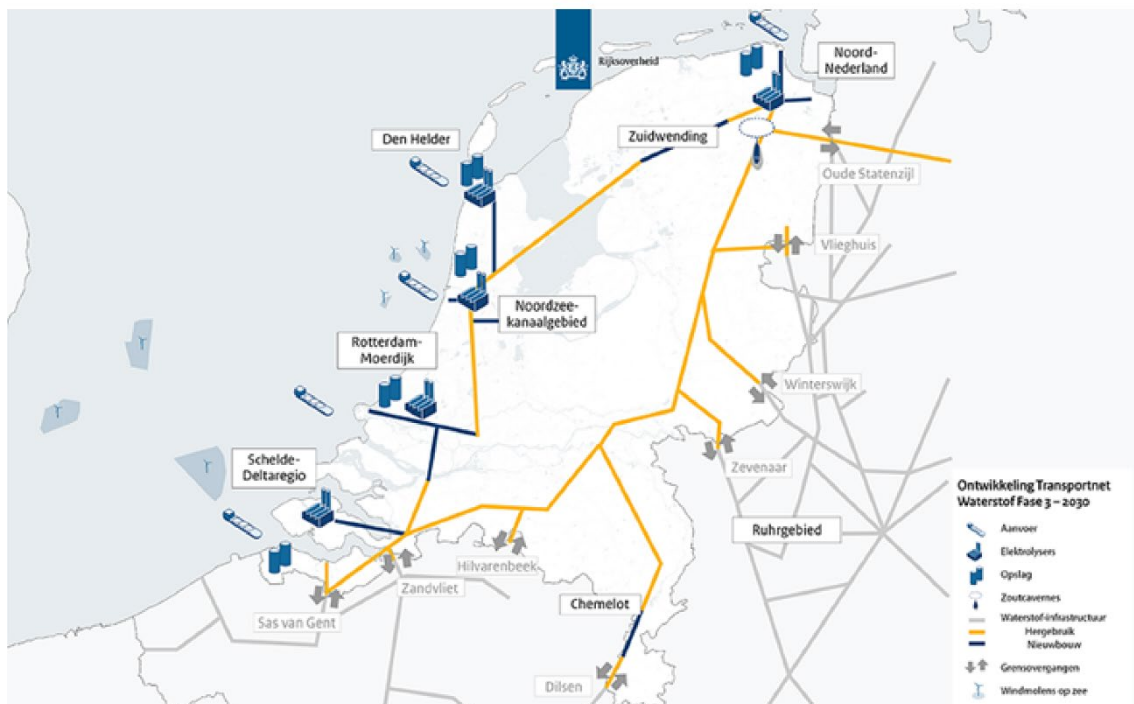 Rijksoverheid
Noord-
Nederland
Den Helder
Zuidwending
Oude Statenzijl
Vlieghuis
Noordzee-
kanaalgebied
Rotterdam-
Moerdijk
Winterswijk
Schelde-
Deltaregio
Zevenaar
Ruhrgebied
Hilvarenbeek
Zandvliet
Chemelot
Sas van Gent
Dilsen
Ontwikkeling Transportnet
Waterstof Fase 3 – 2030
Aanvoer
Elektrolysers
Opslag
Zoutcavernes
Waterstof-infrastructuur
Hergebruik
Nieuwbouw
Grensovergangen
Windmolens op zee